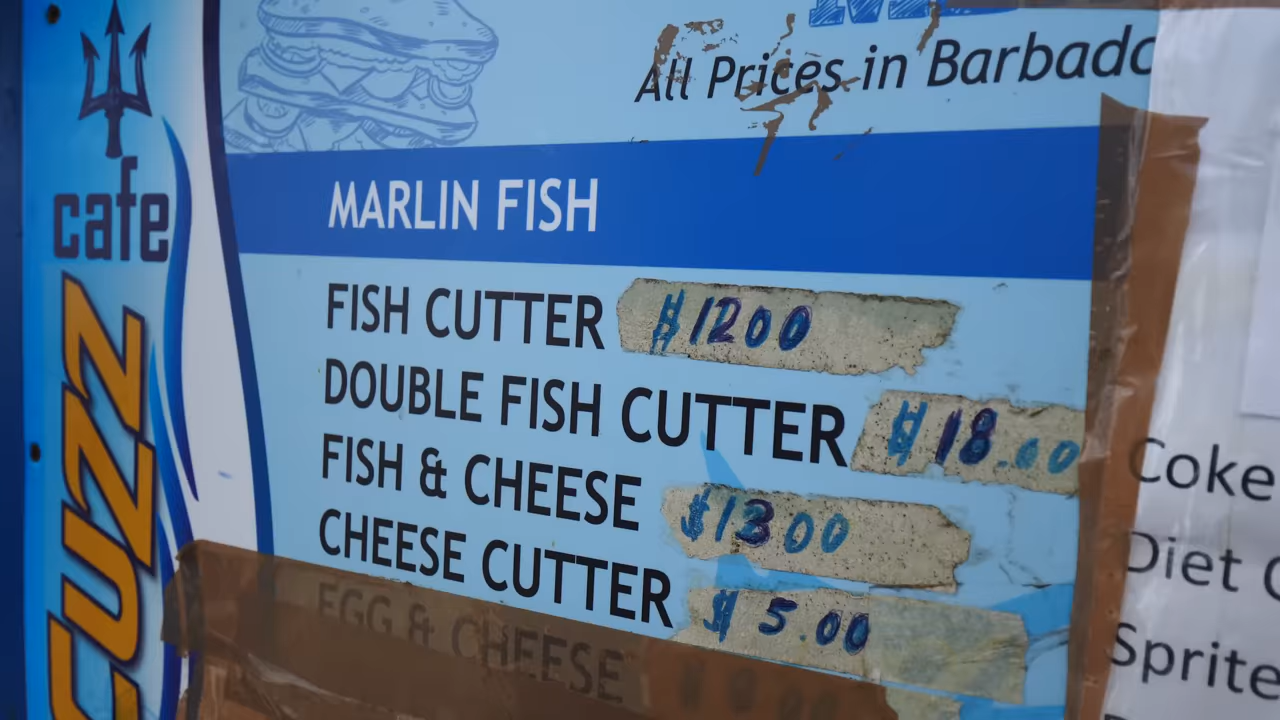 cafe
CUZZ
All Prices in Barbado
MARLIN FISH
FISH CUTTER $1200
DOUBLE FISH CUTTER $18.00
FISH & CHEESE $1300
CHEESE CUTTER $5.00
EGG & CHEESE
Coke
Diet
Sprite